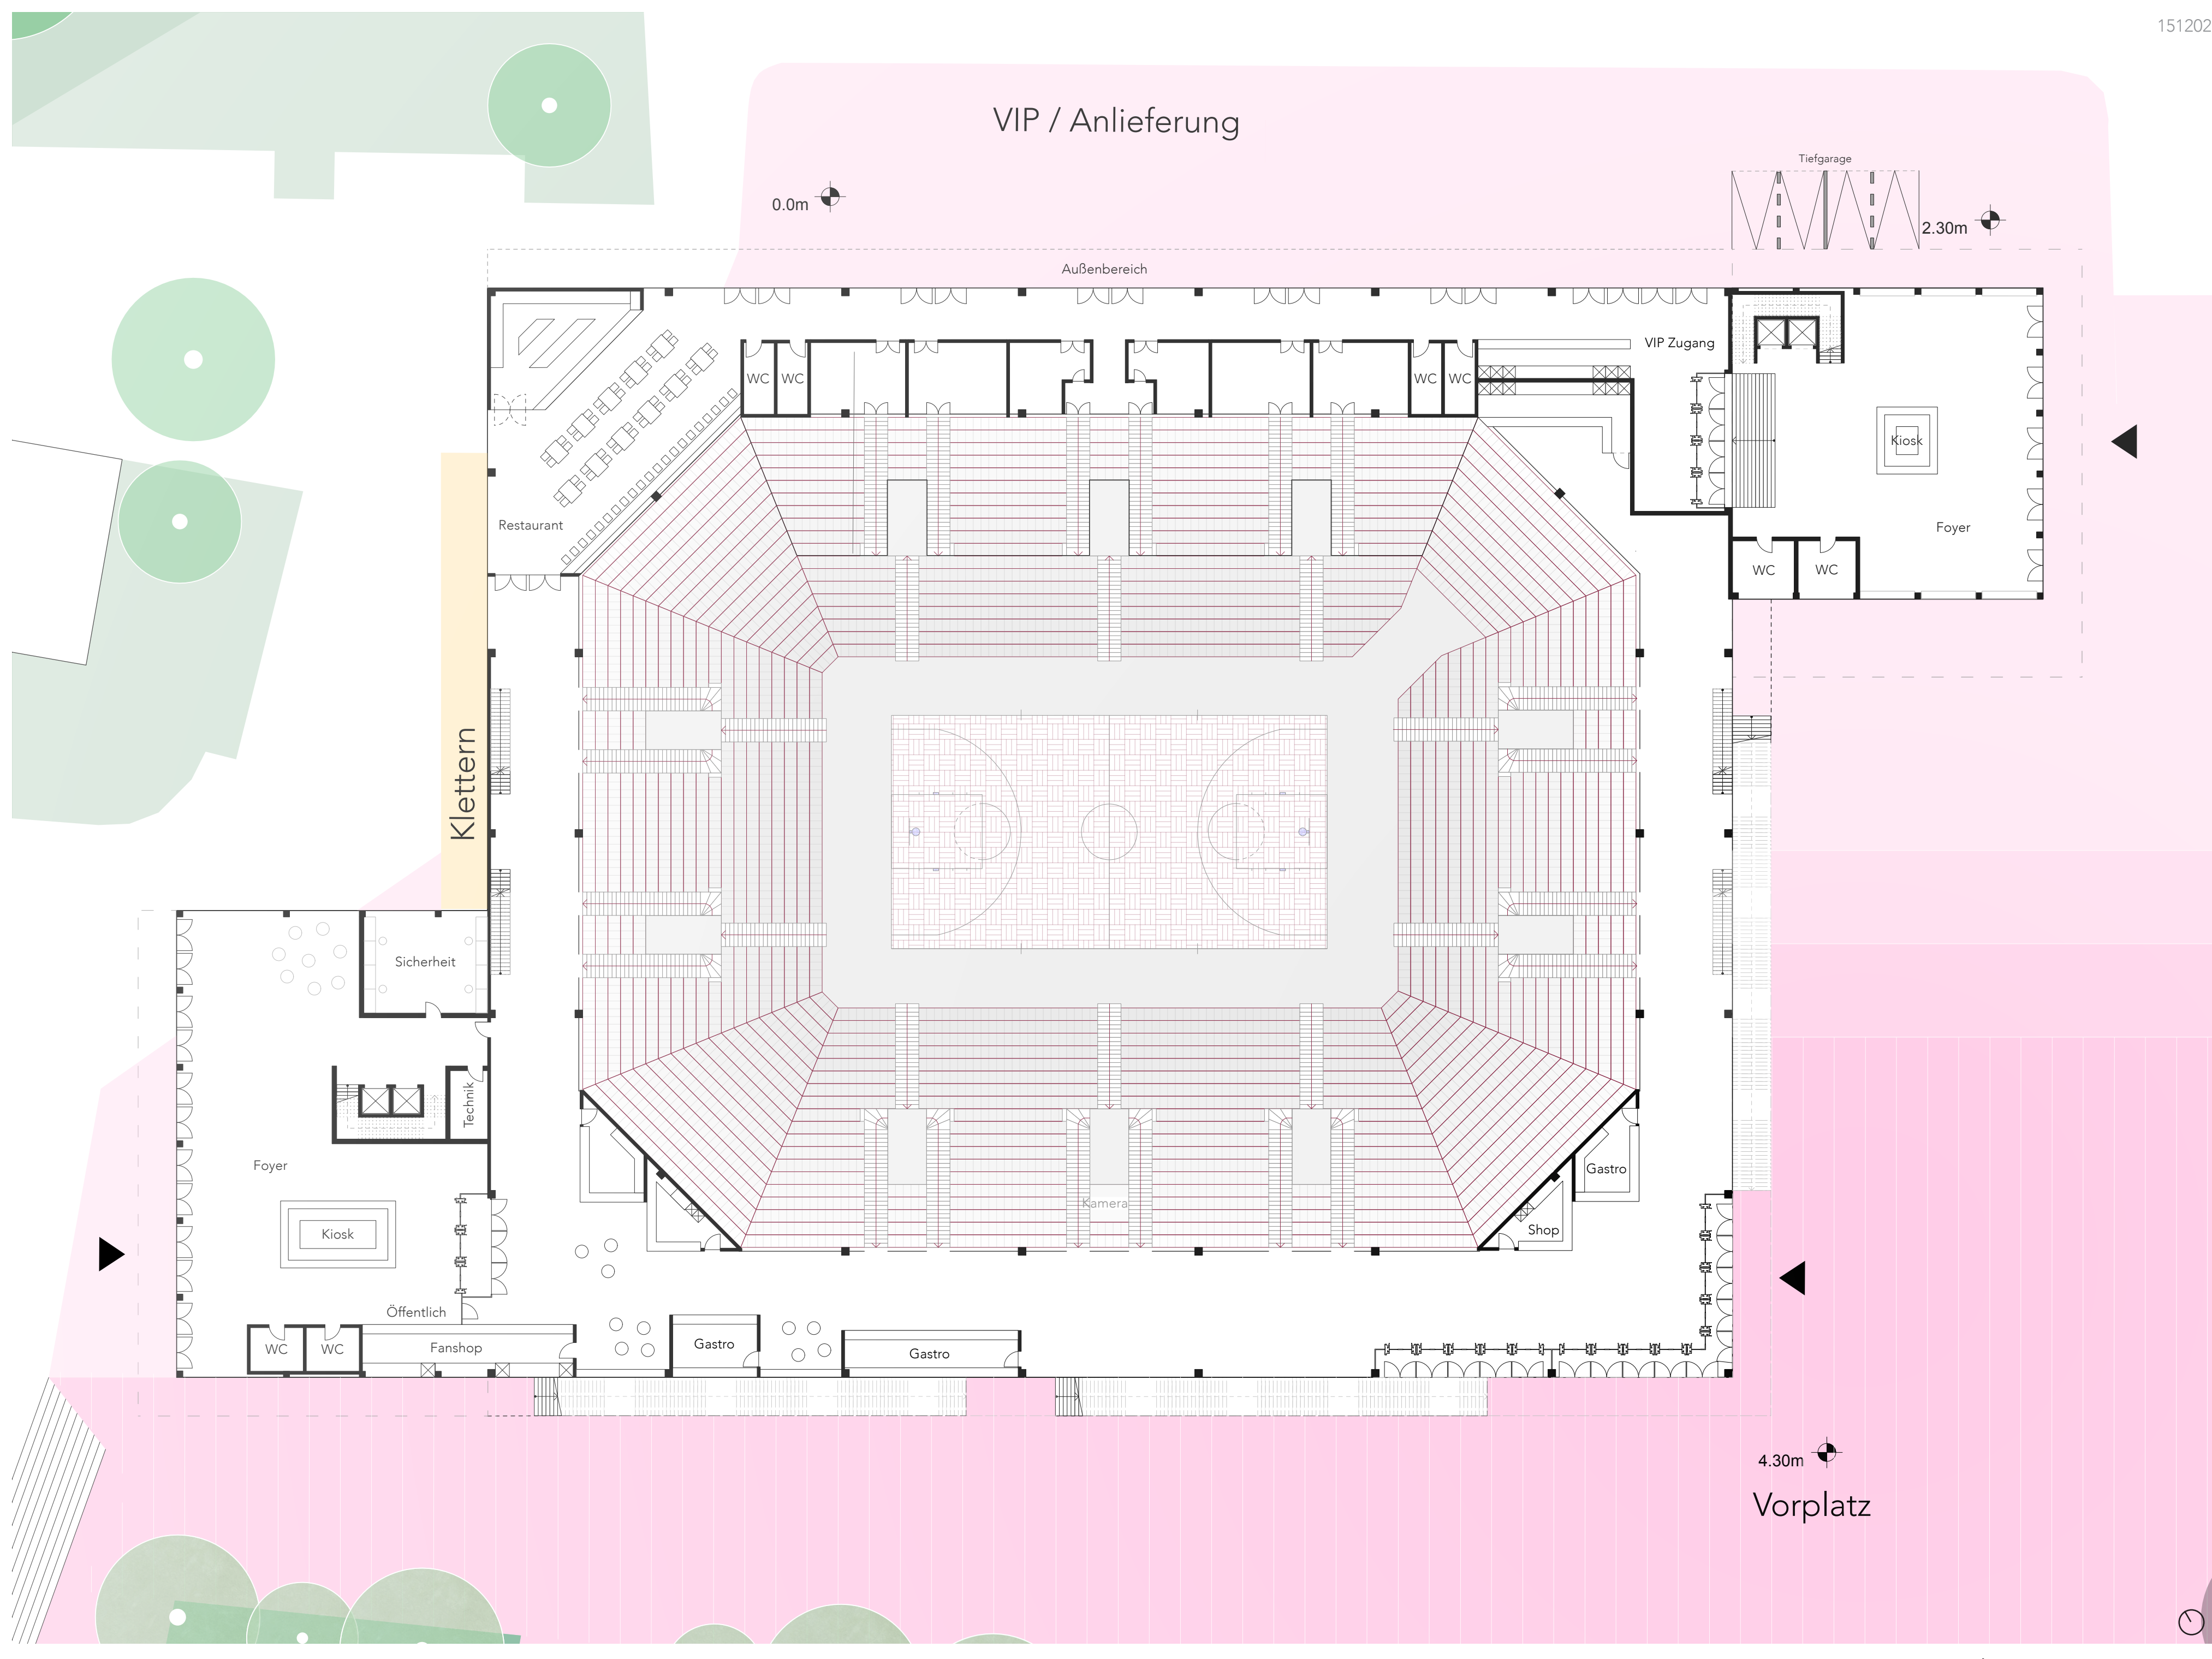 151202
VIP / Anlieferung
Tiefgarage
0.0m
2.30m
Außenbereich
VIP Zugang
WC
WC
WC
WC
Kiosk
Restaurant
Foyer
WC
WC
Klettern
Sicherheit
Technik
Foyer
Gastro
Kamera
Shop
Kiosk
Öffentlich
WC
WC
Fanshop
Gastro
Gastro
4.30m
Vorplatz